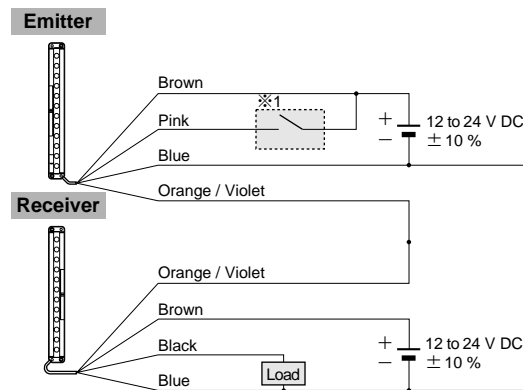 Emitter
Brown
※1
Pink
Blue
Orange / Violet
+
−
12 to 24 V DC
± 10 %
Receiver
Orange / Violet
Brown
Black
Load
Blue
+
−
12 to 24 V DC
± 10 %